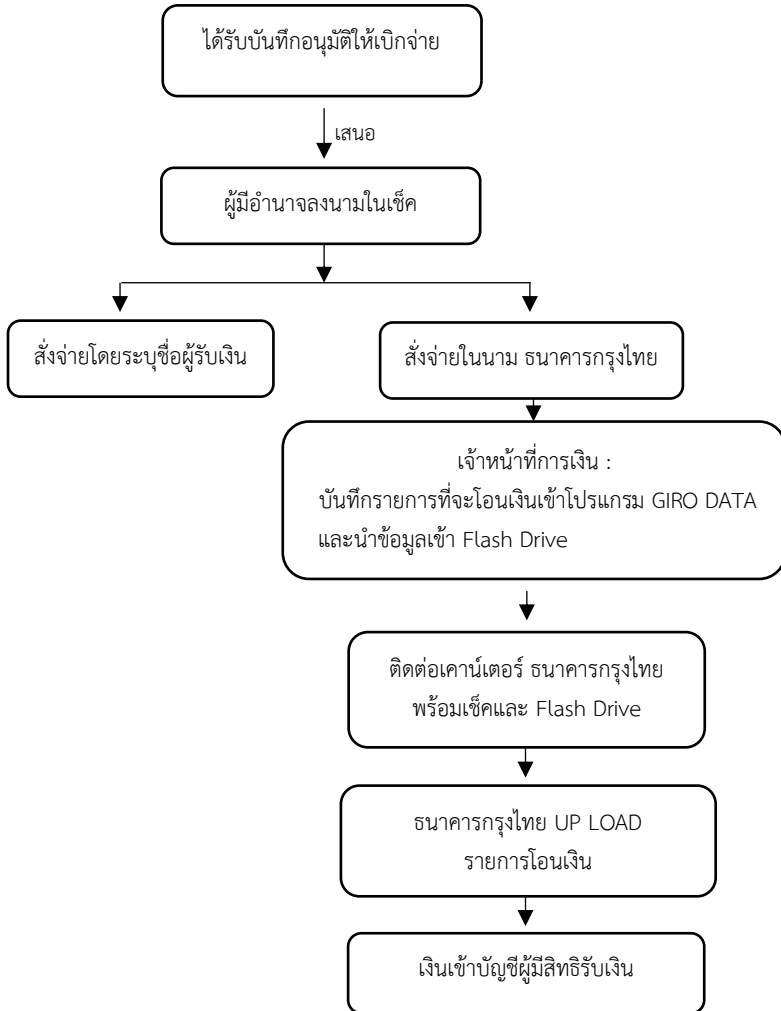 ได้รับบันทึกอนุมัติให้เบิกจ่าย
เสนอ
ผู้มีอำนาจลงนามในเช็ค
สั่งจ่ายโดยระบุชื่อผู้รับเงิน
สั่งจ่ายในนาม ธนาคารกรุงไทย
เจ้าหน้าที่การเงิน :
บันทึกรายการที่จะโอนเงินเข้าโปรแกรม GIRO DATA
และนำข้อมูลเข้า Flash Drive
ติดต่อเคาน์เตอร์ ธนาคารกรุงไทย
พร้อมเช็คและ Flash Drive
ธนาคารกรุงไทย UP LOAD
รายการโอนเงิน
เงินเข้าบัญชีผู้มีสิทธิรับเงิน